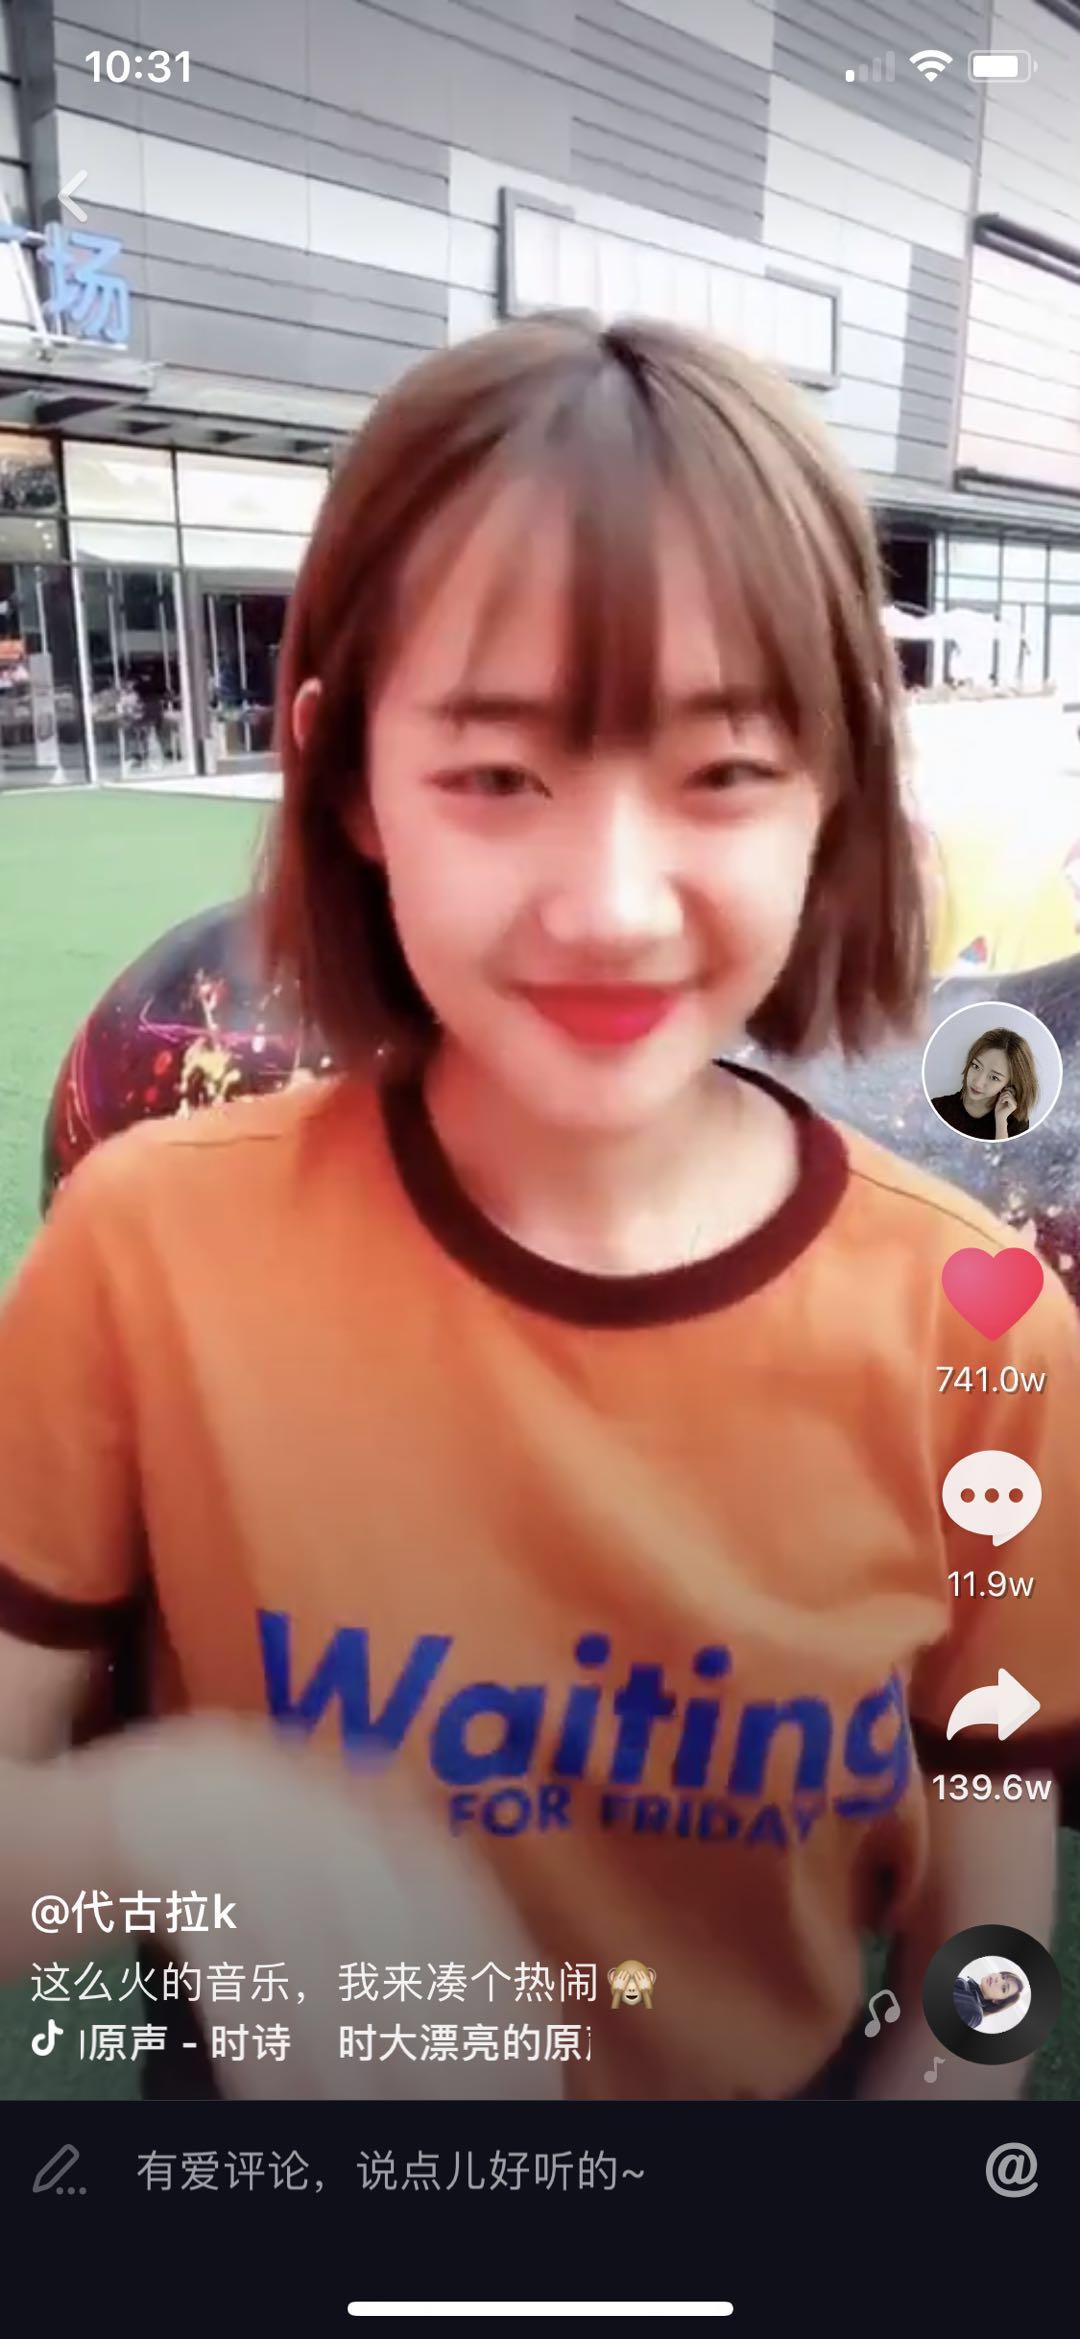 10:31
场
Waiting
FOR FRIDAY
741.0w
11.9w
139.6w
@代古拉k
这么火的音乐，我来凑个热闹🙈
原声 - 时诗 时大漂亮的原
有爱评论，说点儿好听的~
@